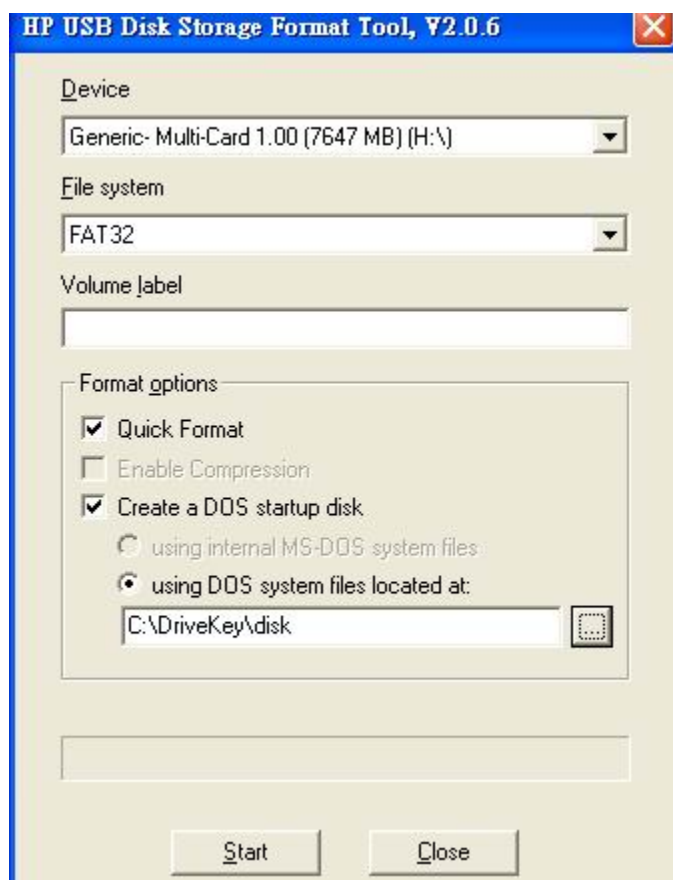 HP USB Disk Storage Format Tool, V2.0.6
Device
Generic- Multi-Card 1.00 (7647 MB) (H:\)
File system
FAT32
Volume label
Format options
Quick Format
Enable Compression
Create a DOS startup disk
using internal MS-DOS system files
using DOS system files located at:
C:\DriveKey\disk
...
Start
Close